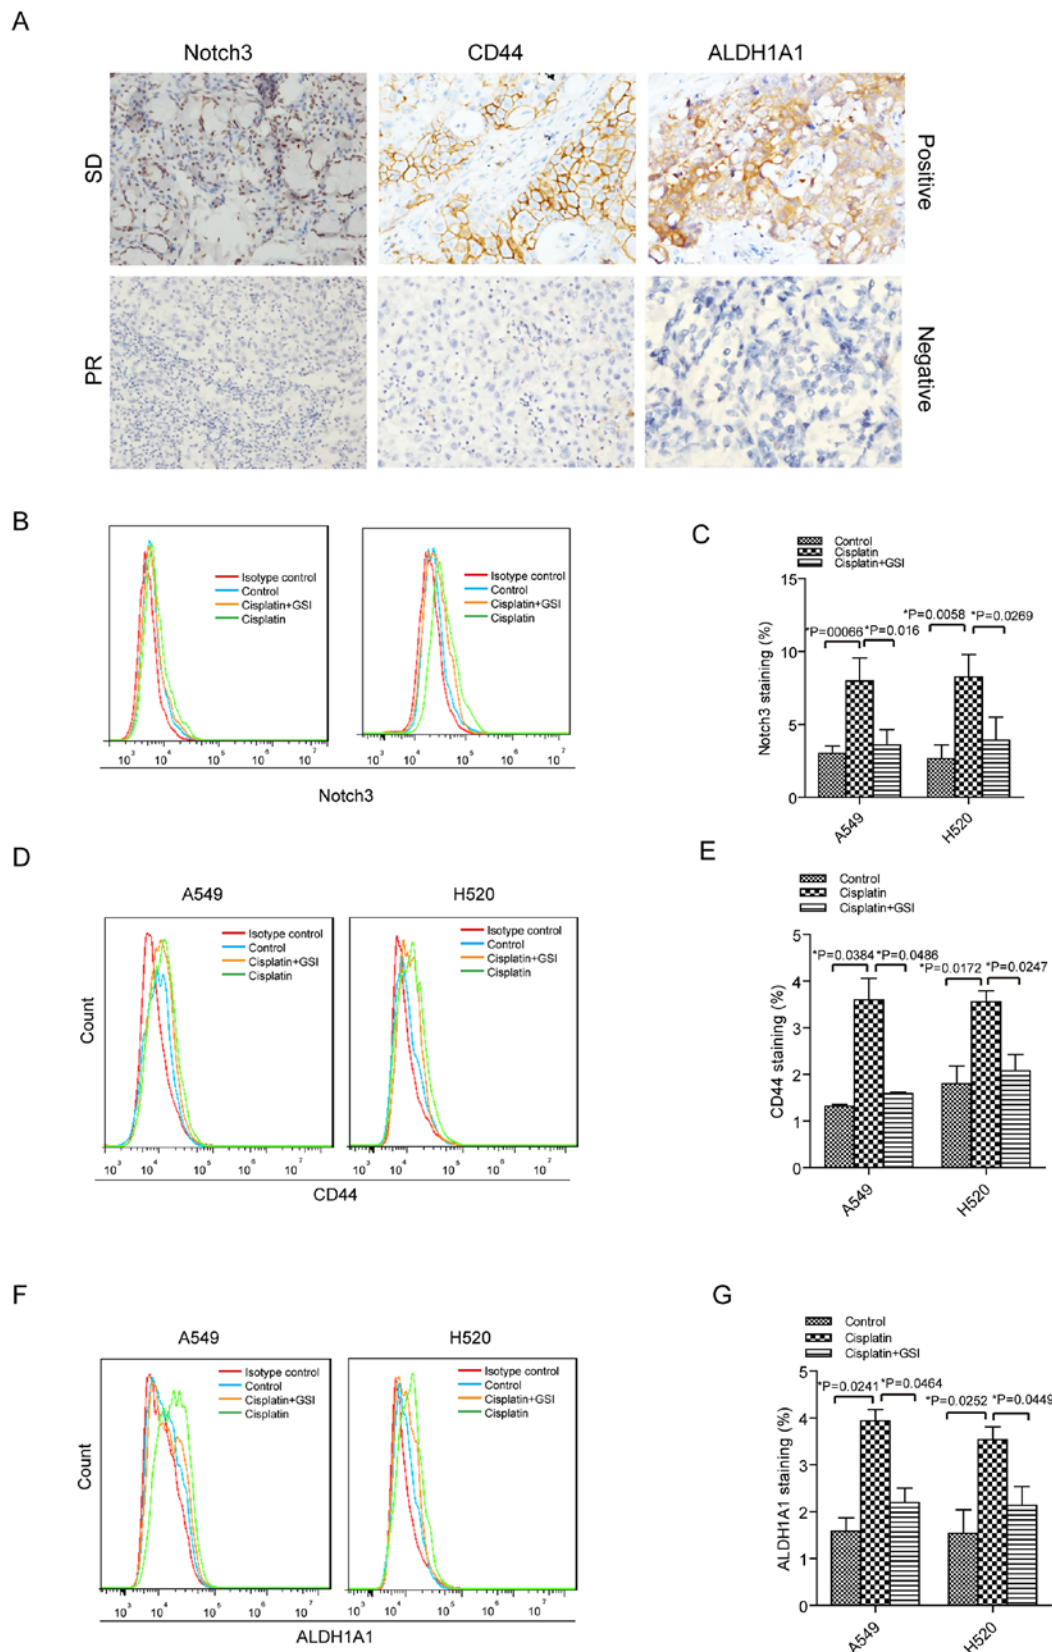 A
Notch3
CD44
ALDH1A1
SD
Positive
PR
Negative
B
Isotype control
Control
Cisplatin+GSI
Cisplatin
10³ 10⁴ 10⁵ 10⁶ 10⁷
Isotype control
Control
Cisplatin+GSI
Cisplatin
10³ 10⁴ 10⁵ 10⁶ 10⁷
Notch3
C
Control
Cisplatin
Cisplatin+GSI
Notch3 staining (%)
15
10
5
0
*P=00066
*P=0.016
*P=0.0058
*P=0.0269
A549
H520
D
A549
H520
Count
Isotype control
Control
Cisplatin+GSI
Cisplatin
10³ 10⁴ 10⁵ 10⁶ 10⁷
Isotype control
Control
Cisplatin+GSI
Cisplatin
10³ 10⁴ 10⁵ 10⁶ 10⁷
CD44
E
Control
Cisplatin
Cisplatin+GSI
CD44 staining (%)
5
4
3
2
1
0
*P=0.0384
*P=0.0486
*P=0.0172
*P=0.0247
A549
H520
F
A549
H520
Count
Isotype control
Control
Cisplatin+GSI
Cisplatin
10³ 10⁴ 10⁵ 10⁶ 10⁷
Isotype control
Control
Cisplatin+GSI
Cisplatin
10³ 10⁴ 10⁵ 10⁶ 10⁷
ALDH1A1
G
Control
Cisplatin
Cisplatin+GSI
ALDH1A1 staining (%)
5
4
3
2
1
0
*P=0.0241
*P=0.0464
*P=0.0252
*P=0.0449
A549
H520